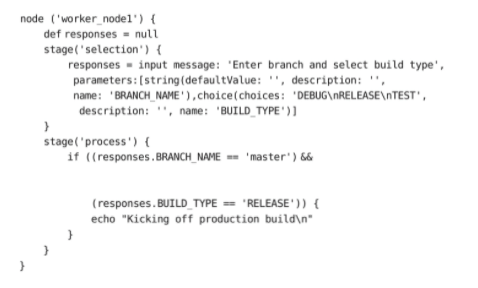 node ('worker_node1') {
    def responses = null
    stage('selection') {
        responses = input message: 'Enter branch and select build type',
         parameters:[string(defaultValue: '', description: '',
         name: 'BRANCH_NAME'),choice(choices: 'DEBUG\nRELEASE\nTEST',
          description: '', name: 'BUILD_TYPE')]
    }
    stage('process') {
        if ((responses.BRANCH_NAME == 'master') &&
            (responses.BUILD_TYPE == 'RELEASE')) {
            echo "Kicking off production build\n"
        }
    }
}